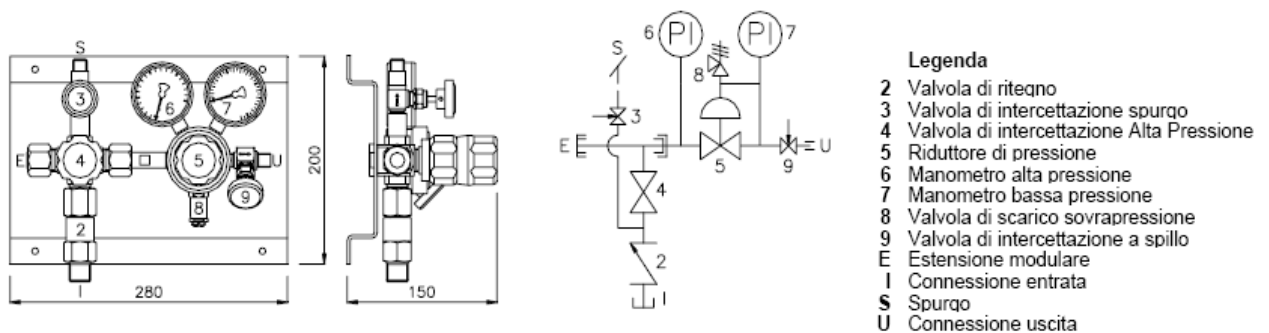 S
3
6
7
E
4
5
U
8
9
2
I
280
200
150
6 PI
PI 7
S
8
3
E
5
9
U
4
2
I
Legenda
2 Valvola di ritegno
3 Valvola di intercettazione spurgo
4 Valvola di intercettazione Alta Pressione
5 Riduttore di pressione
6 Manometro alta pressione
7 Manometro bassa pressione
8 Valvola di scarico sovrapressione
9 Valvola di intercettazione a spillo
E Estensione modulare
I Connessione entrata
S Spurgo
U Connessione uscita